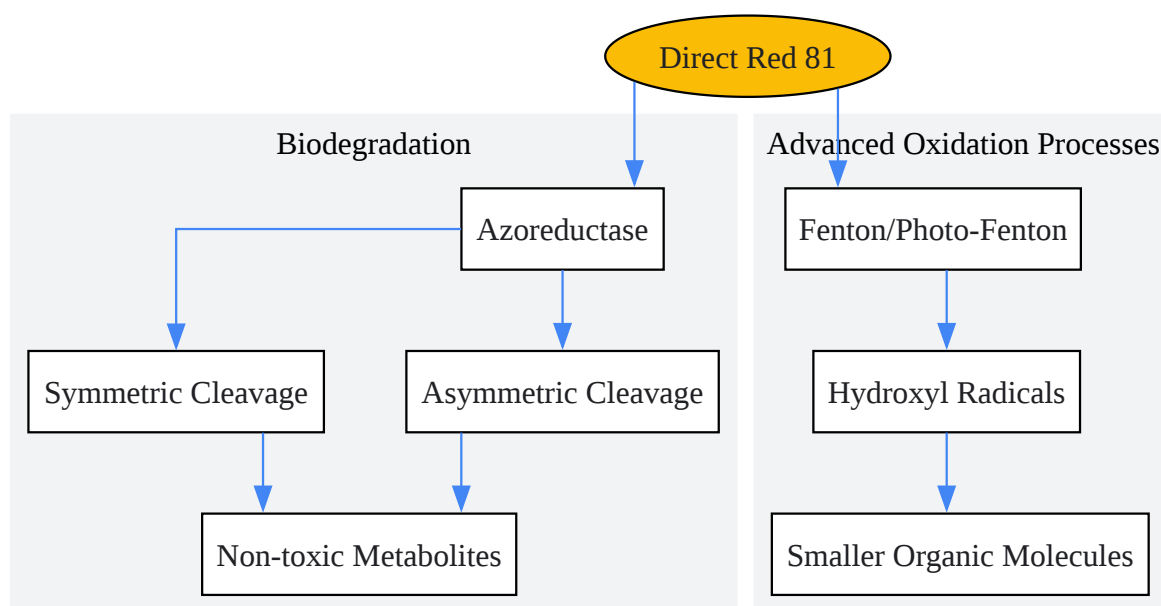 Direct Red 81
Biodegradation
Advanced Oxidation Processes
Azoreductase
Fenton/Photo-Fenton
Symmetric Cleavage
Asymmetric Cleavage
Hydroxyl Radicals
Non-toxic Metabolites
Smaller Organic Molecules